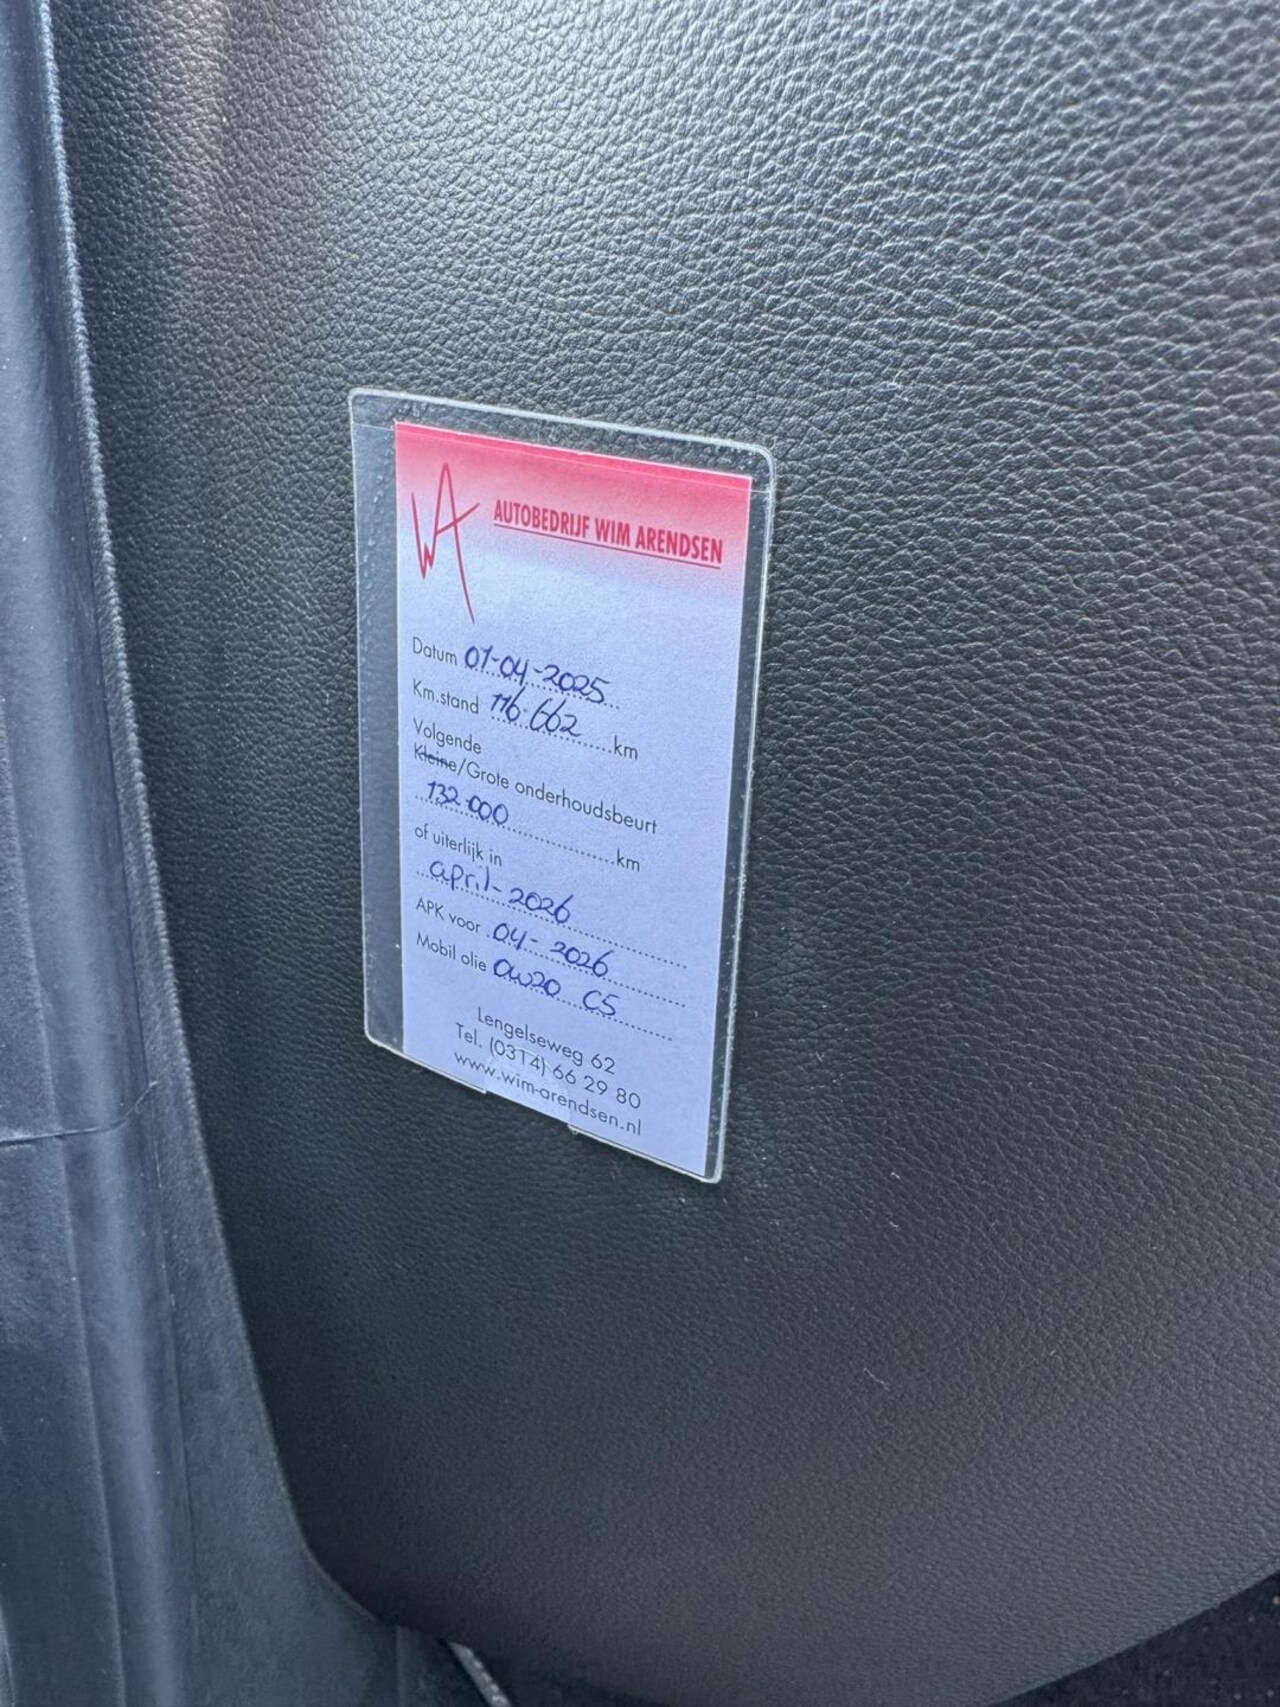 WA
AUTOBEDRIJF WIM ARENDSEN
Datum 01-04-2025
Km.stand 116.662 km
Volgende
Kleine/Grote onderhoudsbeurt
132.000 km
of uiterlijk in
april-2026
APK voor 04-2026
Mobil olie 0W20 C5
Lengelseweg 62
Tel. (0314) 66 29 80
www.wim-arendsen.nl